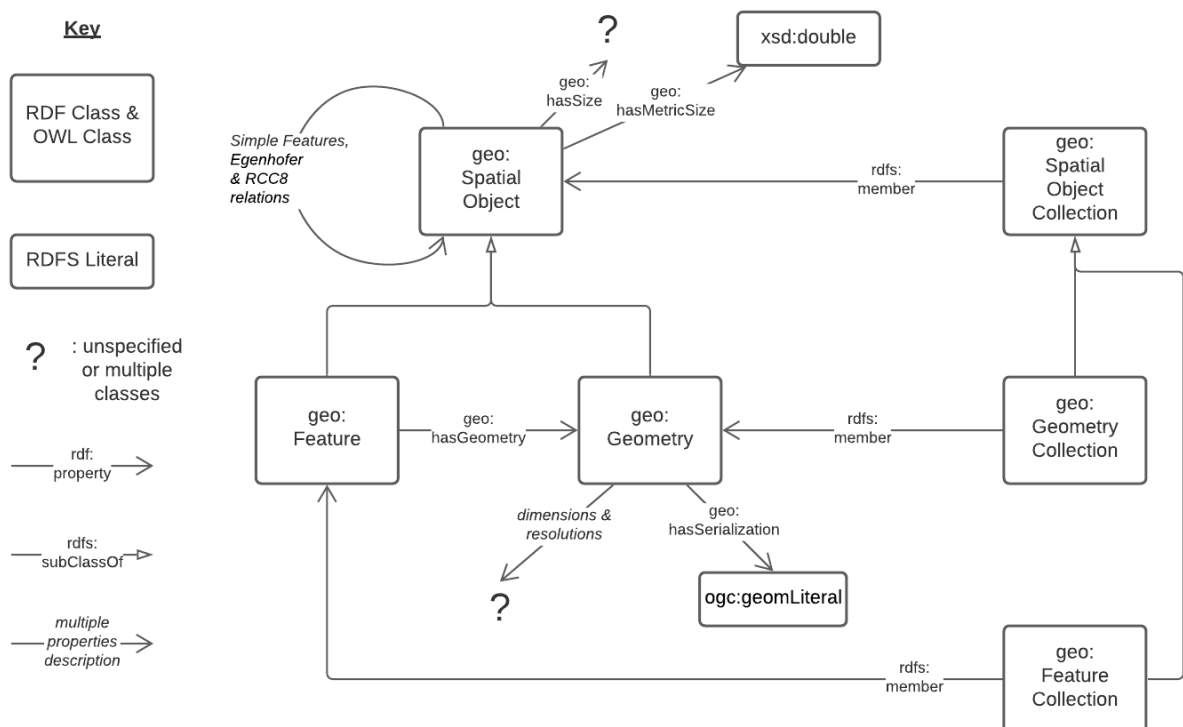 Key
RDF Class &
OWL Class
RDFS Literal
?
: unspecified
or multiple
classes
rdf:
property
rdfs:
subClassOf
multiple
properties
description
?
geo:
hasSize
geo:
hasMetricSize
xsd:double
Simple Features,
Egenhofer
& RCC8
relations
geo:
Spatial
Object
rdfs:
member
geo:
Spatial
Object
Collection
geo:
Feature
geo:
hasGeometry
geo:
Geometry
rdfs:
member
geo:
Geometry
Collection
dimensions &
resolutions
?
geo:
hasSerialization
ogc:geomLiteral
rdfs:
member
geo:
Feature
Collection